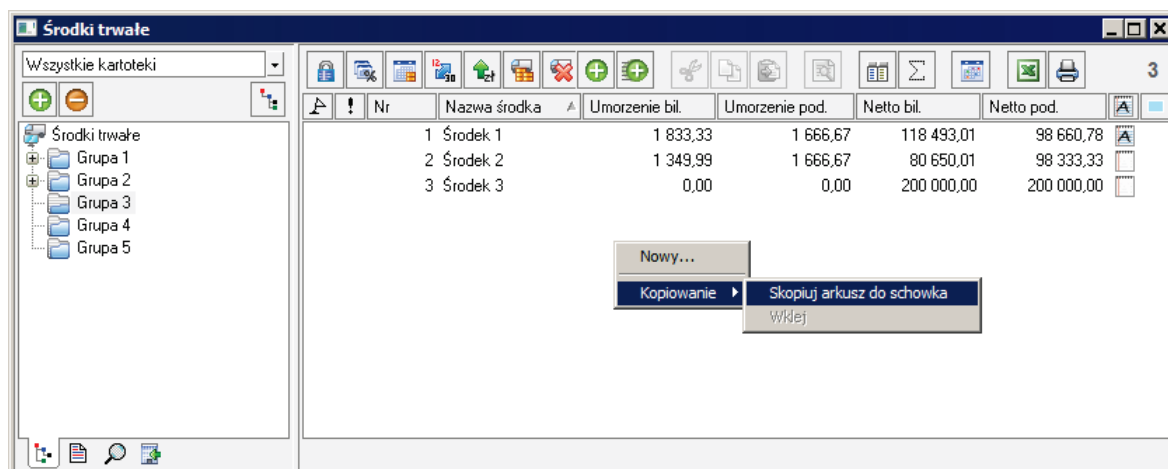 Środki trwałe
Wszystkie kartoteki
Środki trwałe
Grupa 1
Grupa 2
Grupa 3
Grupa 4
Grupa 5
3
! Nr Nazwa środka Umorzenie bil. Umorzenie pod. Netto bil. Netto pod.
1 Środek 1 1 833,33 1 666,67 118 493,01 98 660,78
2 Środek 2 1 349,99 1 666,67 80 650,01 98 333,33
3 Środek 3 0,00 0,00 200 000,00 200 000,00
Nowy...
Kopiowanie
Skopiuj arkusz do schowka
Wklej